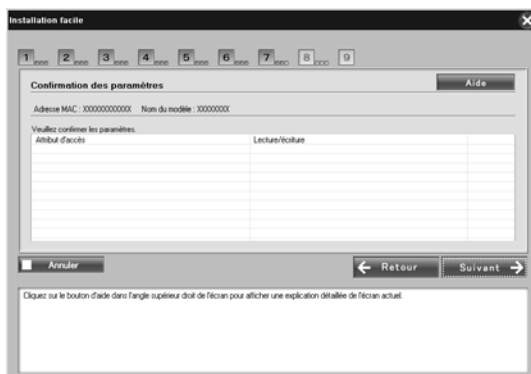 Installation facile
1 2 3 4 5 6 7 8 9
Confirmation des paramètres
Aide
Adresse MAC : XXXXXXXXXXXX Nom du modèle : XXXXXXXX
Veuillez confirmer les paramètres.
Attribut d'accès Lecture/écriture
Annuler
Retour
Suivant
Cliquez sur le bouton d'aide dans l'angle supérieur droit de l'écran pour afficher une explication détaillée de l'écran actuel.